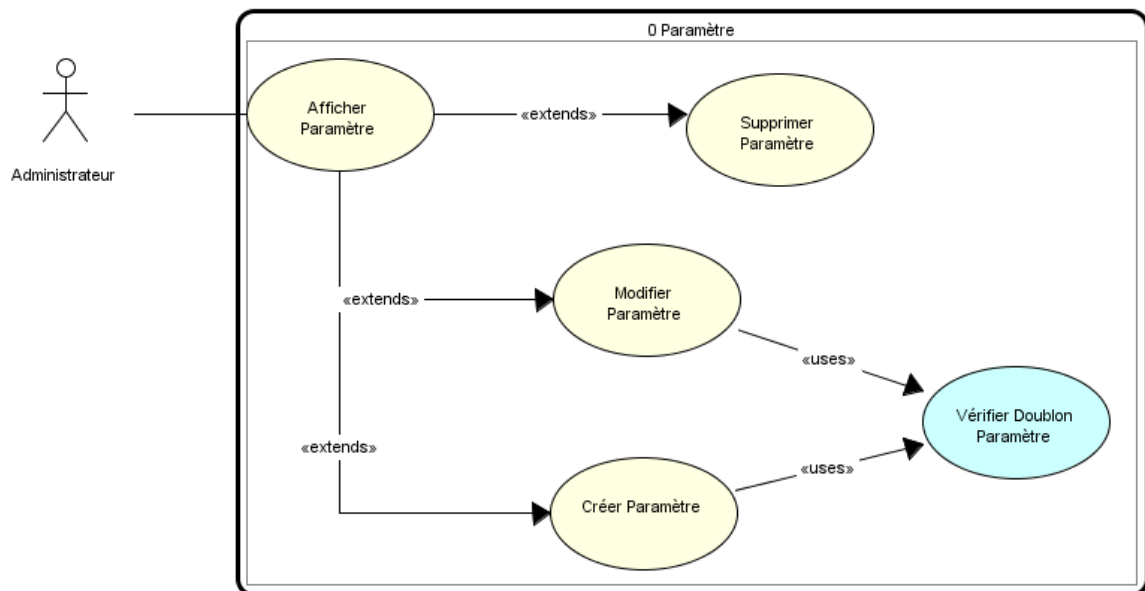 0 Paramètre
Afficher
Paramètre
«extends»
Supprimer
Paramètre
Administrateur
«extends»
Modifier
Paramètre
«uses»
Vérifier Doublon
Paramètre
«extends»
«uses»
Créer Paramètre